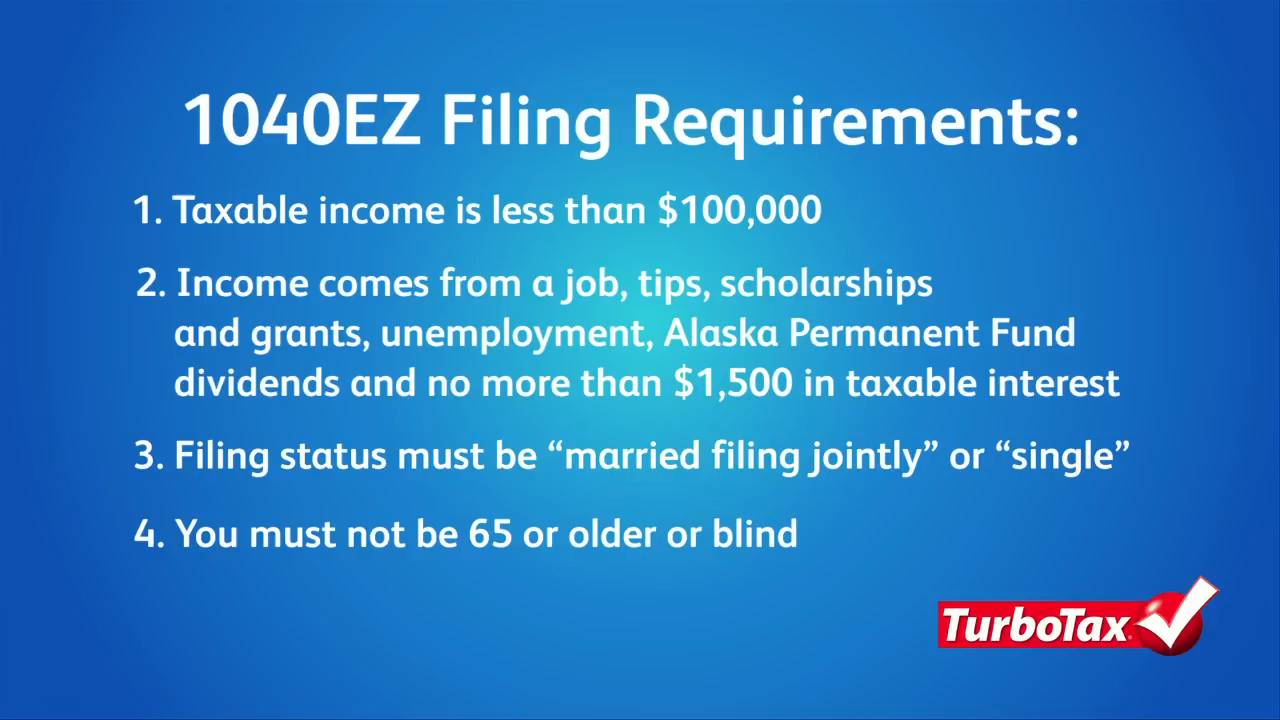 1040EZ Filing Requirements:
1. Taxable income is less than $100,000
2. Income comes from a job, tips, scholarships
and grants, unemployment, Alaska Permanent Fund
dividends and no more than $1,500 in taxable interest
3. Filing status must be “married filing jointly” or “single”
4. You must not be 65 or older or blind
TurboTax